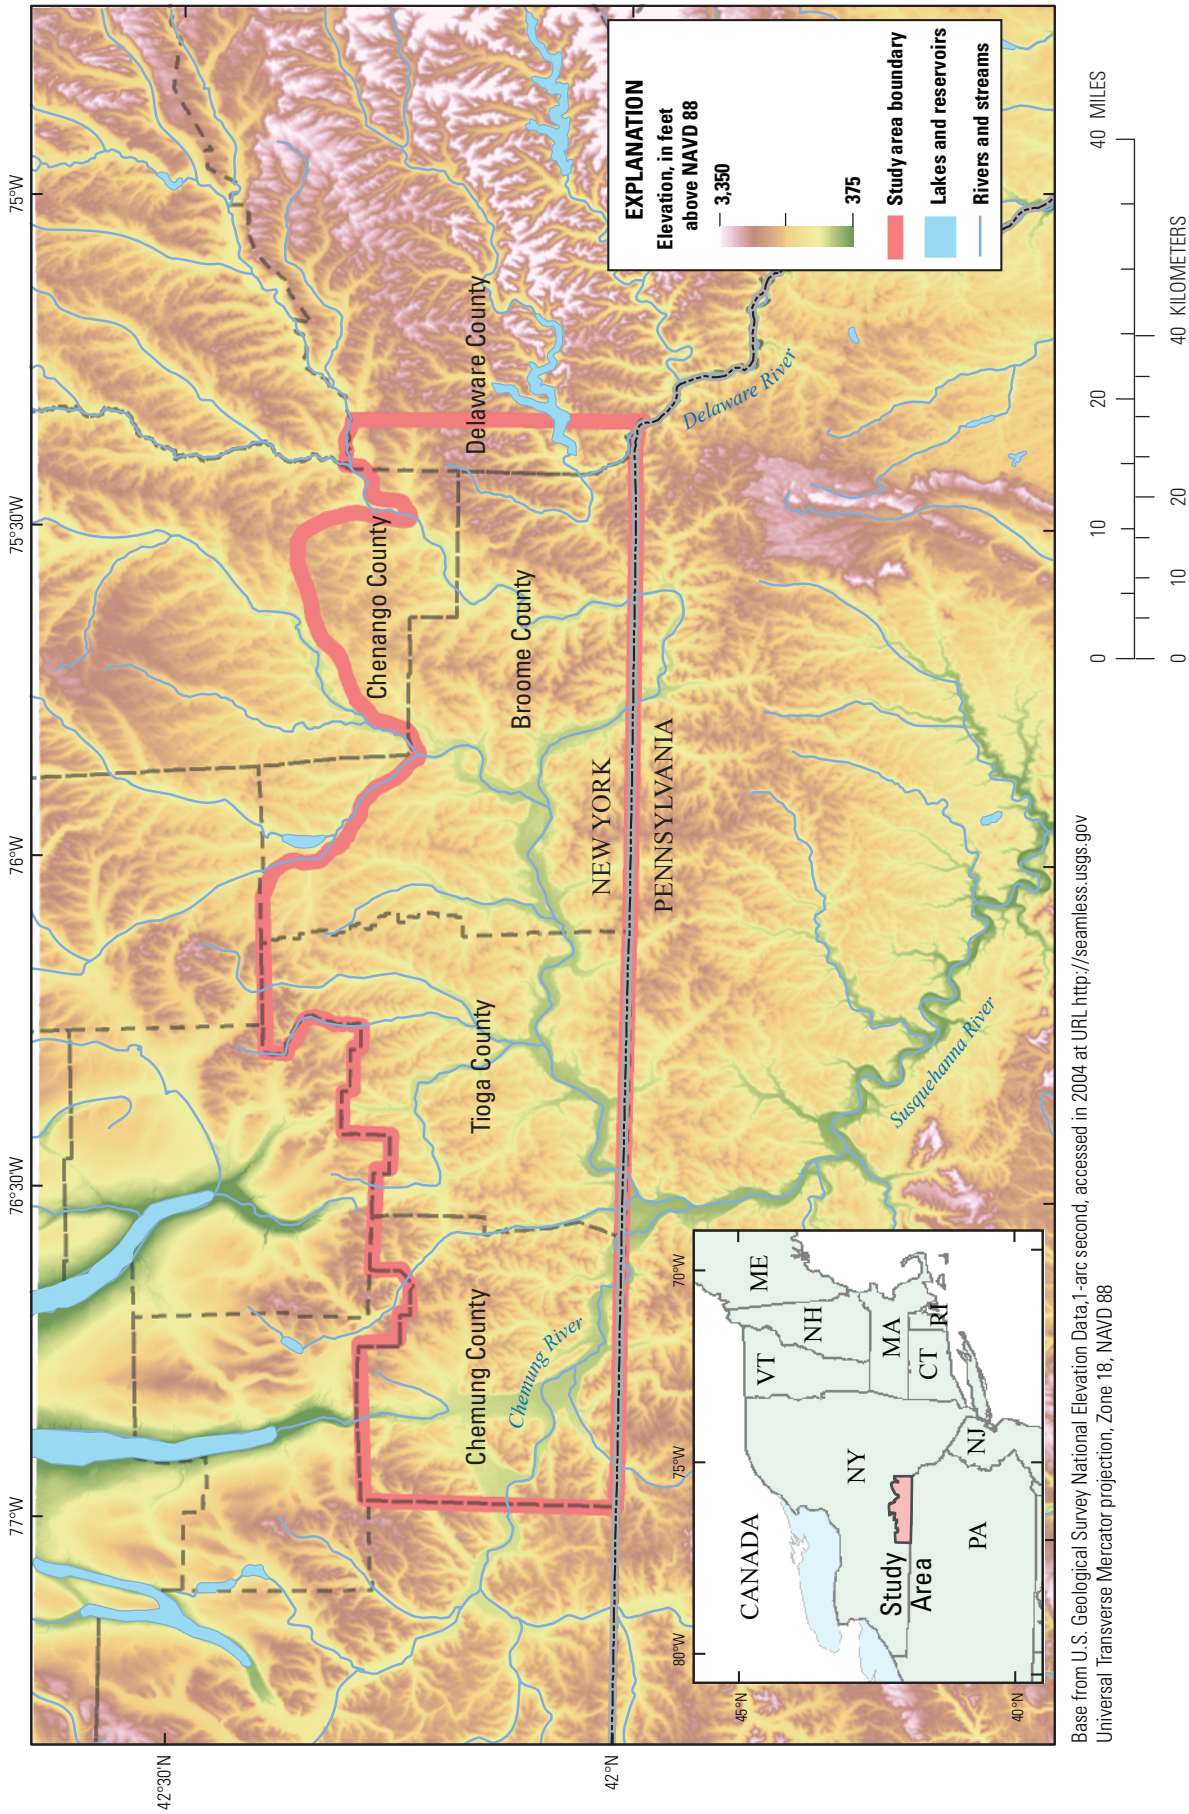 77°W
76°30'W
76°W
75°30'W
75°W
42°30'N
42°N
Chemung County
Tioga County
Broome County
Chenango County
Delaware County
Chemung River
Susquehanna River
Delaware River
NEW YORK
PENNSYLVANIA
EXPLANATION
Elevation, in feet
above NAVD 88
3,350
375
Study area boundary
Lakes and reservoirs
Rivers and streams
80°W
75°W
70°W
45°N
40°N
CANADA
ME
VT
NH
NY
MA
CT
RI
NJ
PA
Study
Area
Base from U.S. Geological Survey National Elevation Data,1-arc second, accessed in 2004 at URL http://seamless.usgs.gov
Universal Transverse Mercator projection, Zone 18, NAVD 88
0 10 20 40 MILES
0 10 20 40 KILOMETERS